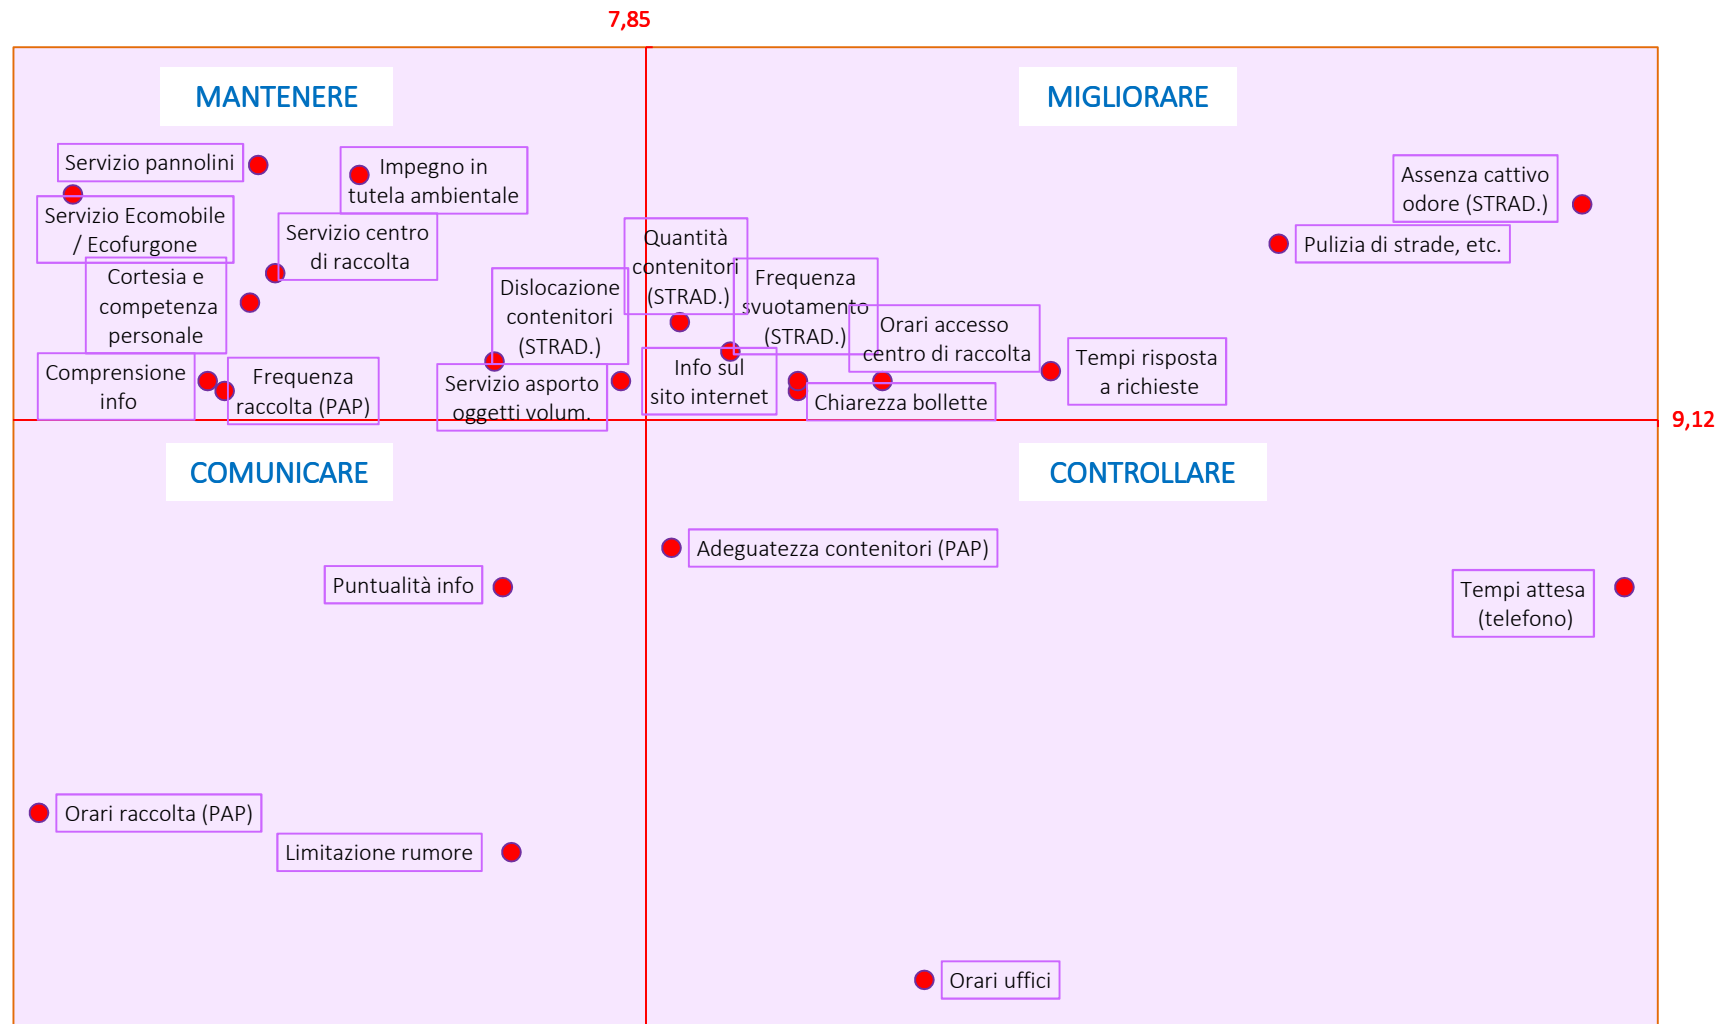 7,85
MANTENERE
MIGLIORARE
Servizio pannolini
Impegno in
tutela ambientale
Assenza cattivo
odore (STRAD.)
Servizio Ecomobile
/ Ecofurgone
Servizio centro
di raccolta
Quantità
contenitori
(STRAD.)
Pulizia di strade, etc.
Cortesia e
competenza
personale
Dislocazione
contenitori
(STRAD.)
Frequenza
svuotamento
(STRAD.)
Orari accesso
centro di raccolta
Tempi risposta
a richieste
Comprensione
info
Frequenza
raccolta (PAP)
Servizio asporto
oggetti volum.
Info sul
sito internet
Chiarezza bollette
9,12
COMUNICARE
CONTROLLARE
Adeguatezza contenitori (PAP)
Puntualità info
Tempi attesa
(telefono)
Orari raccolta (PAP)
Limitazione rumore
Orari uffici